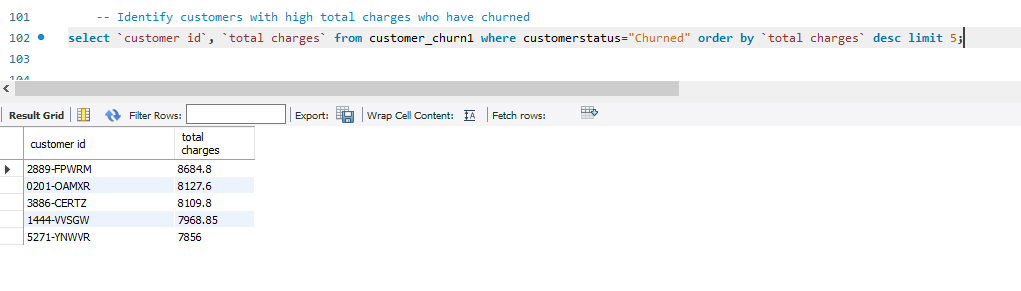 101 -- Identify customers with high total charges who have churned
102 select `customer id`, `total charges` from customer_churn1 where customerstatus="Churned" order by `total charges` desc limit 5;
103
104
Result Grid Filter Rows: Export: Wrap Cell Content: Fetch rows:
customer id total charges
2889-FPWRM 8684.8
0201-OAMXR 8127.6
3886-CERTZ 8109.8
1444-VVSGW 7968.85
5271-YNWVR 7856